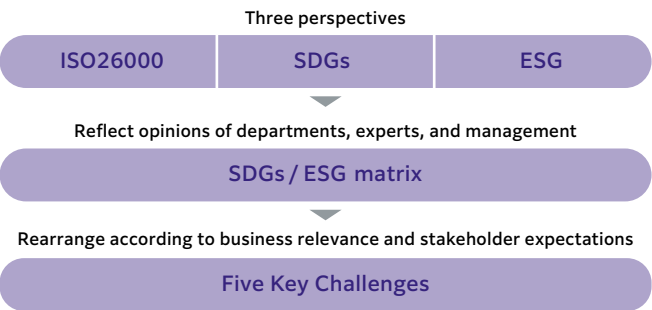 Three perspectives
ISO26000 SDGs ESG
Reflect opinions of departments, experts, and management
SDGs / ESG matrix
Rearrange according to business relevance and stakeholder expectations
Five Key Challenges